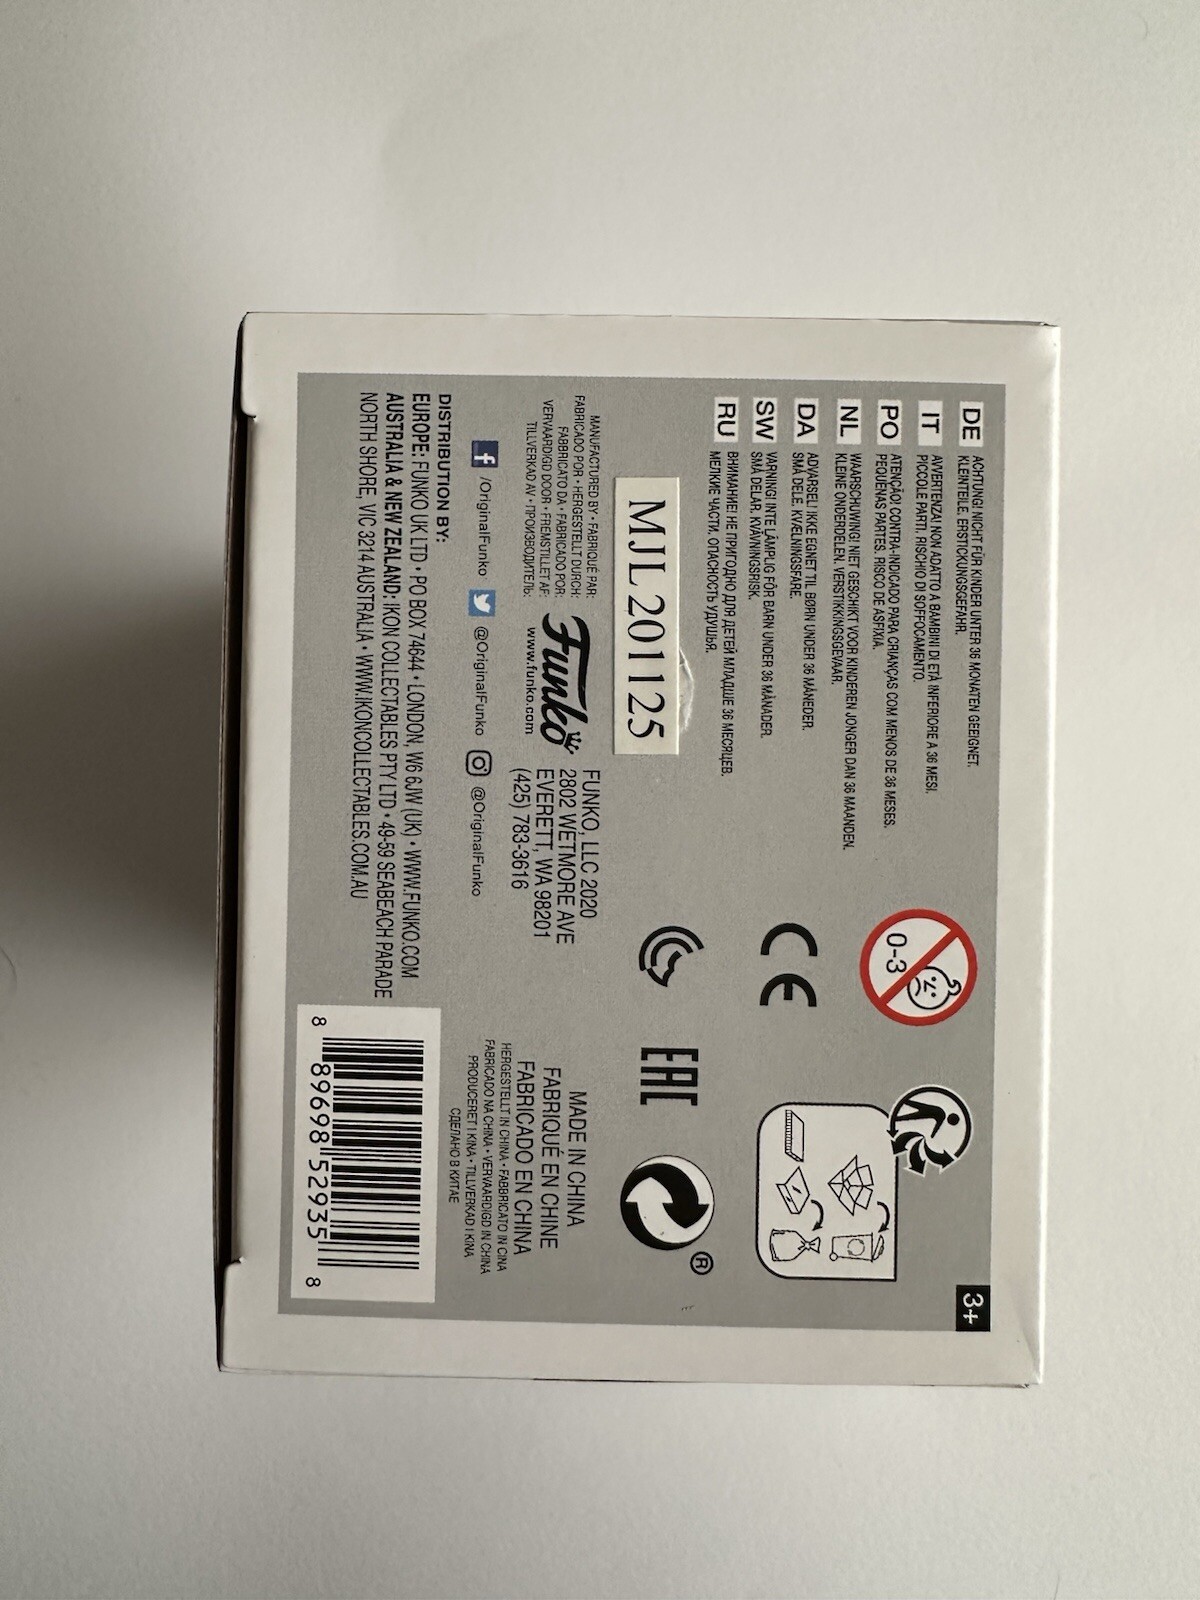 DE ACHTUNG! NICHT FÜR KINDER UNTER 36 MONATEN GEEIGNET.
KLEINTEILE. ERSTICKUNGSGEFAHR.
IT AVVERTENZA! NON ADATTO A BAMBINI DI ETÀ INFERIORE A 36 MESI.
PICCOLE PARTI. RISCHIO DI SOFFOCAMENTO.
PO ATENÇÃO! CONTRA-INDICADO PARA CRIANÇAS COM MENOS DE 36 MESES.
PEQUENAS PARTES. RISCO DE ASFIXIA.
NL WAARSCHUWING! NIET GESCHIKT VOOR KINDEREN JONGER DAN 36 MAANDEN.
KLEINE ONDERDELEN. VERSTIKKINGSGEVAAR.
DA ADVARSEL! IKKE EGNET TIL BØRN UNDER 36 MÅNEDER.
SMÅ DELE. KVÆLNINGSFARE.
SW VARNING! INTE LÄMPLIG FÖR BARN UNDER 36 MÅNADER.
SMÅ DELAR. KVÄVNINGSRISK.
RU ВНИМАНИЕ! НЕ ПРИГОДНО ДЛЯ ДЕТЕЙ МЛАДШЕ 36 МЕСЯЦЕВ.
МЕЛКИЕ ЧАСТИ. ОПАСНОСТЬ УДУШЬЯ.
3+
0-3
CE
EAC
®
MJL 201125
MANUFACTURED BY • FABRIQUÉ PAR:
FABRICADO POR • HERGESTELLT DURCH:
FABBRICATO DA • FABRICADO POR:
VERVAARDIGD DOOR • FREMSTILLET AF:
TILLVERKAD AV • ПРОИЗВОДИТЕЛЬ:
Funko
www.funko.com
FUNKO, LLC 2020
2802 WETMORE AVE
EVERETT, WA 98201
(425) 783-3616
MADE IN CHINA
FABRIQUÉ EN CHINE
FABRICADO EN CHINA
HERGESTELLT IN CHINA • FABBRICATO IN CINA
FABRICADO NA CHINA • VERVAARDIGD IN CHINA
PRODUCERET I KINA • TILLVERKAD I KINA
СДЕЛАНО В КИТАЕ
/OriginalFunko @OriginalFunko @OriginalFunko
DISTRIBUTION BY:
EUROPE: FUNKO UK LTD • PO BOX 74644 • LONDON, W6 6JW (UK) • WWW.FUNKO.COM
AUSTRALIA & NEW ZEALAND: IKON COLLECTABLES PTY LTD • 49-59 SEABEACH PARADE
NORTH SHORE, VIC 3214 AUSTRALIA • WWW.IKONCOLLECTABLES.COM.AU
8 89698 52935 8